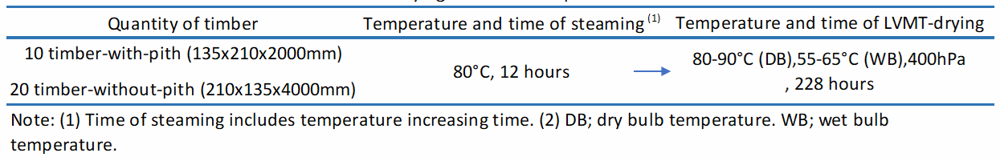 Quantity of timber Temperature and time of steaming (1) Temperature and time of LVMT-drying
10 timber-with-pith (135x210x2000mm)
20 timber-without-pith (210x135x4000mm)
80°C, 12 hours
80-90°C (DB),55-65°C (WB),400hPa
, 228 hours
Note: (1) Time of steaming includes temperature increasing time. (2) DB; dry bulb temperature. WB; wet bulb
temperature.